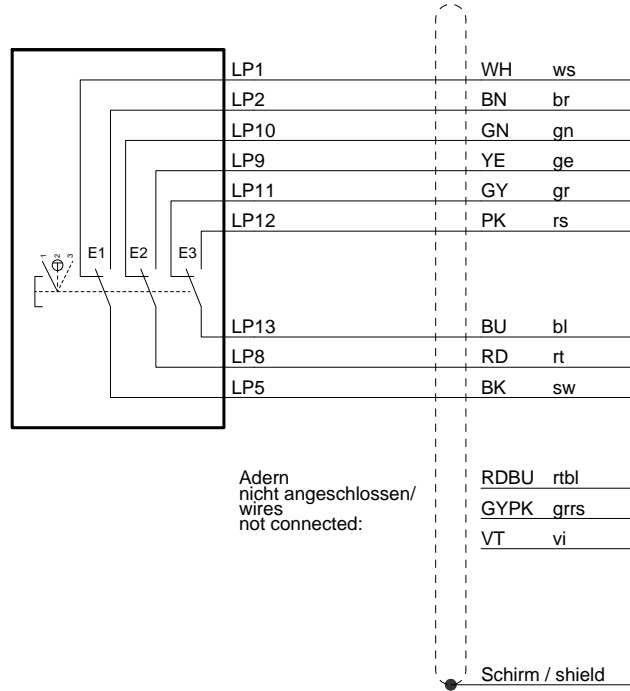 LP1 WH ws
LP2 BN br
LP10 GN gn
LP9 YE ge
LP11 GY gr
LP12 PK rs
1 2 3
E1 E2 E3
LP13 BU bl
LP8 RD rt
LP5 BK sw
Adern
nicht angeschlossen/
wires
not connected:
RDBU rtbl
GYPK grrs
VT vi
Schirm / shield